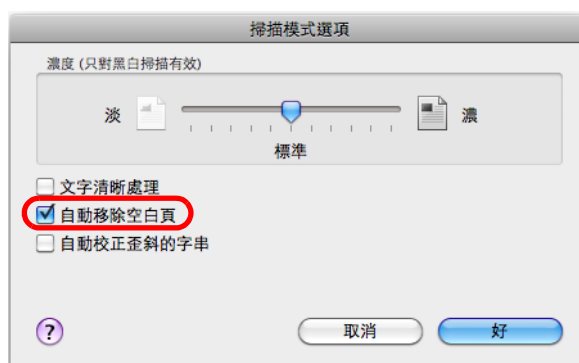 掃描模式選項
濃度 (只對黑白掃描有效)
淡 濃
標準
文字清晰處理
自動移除空白頁
自動校正歪斜的字串
? 取消 好